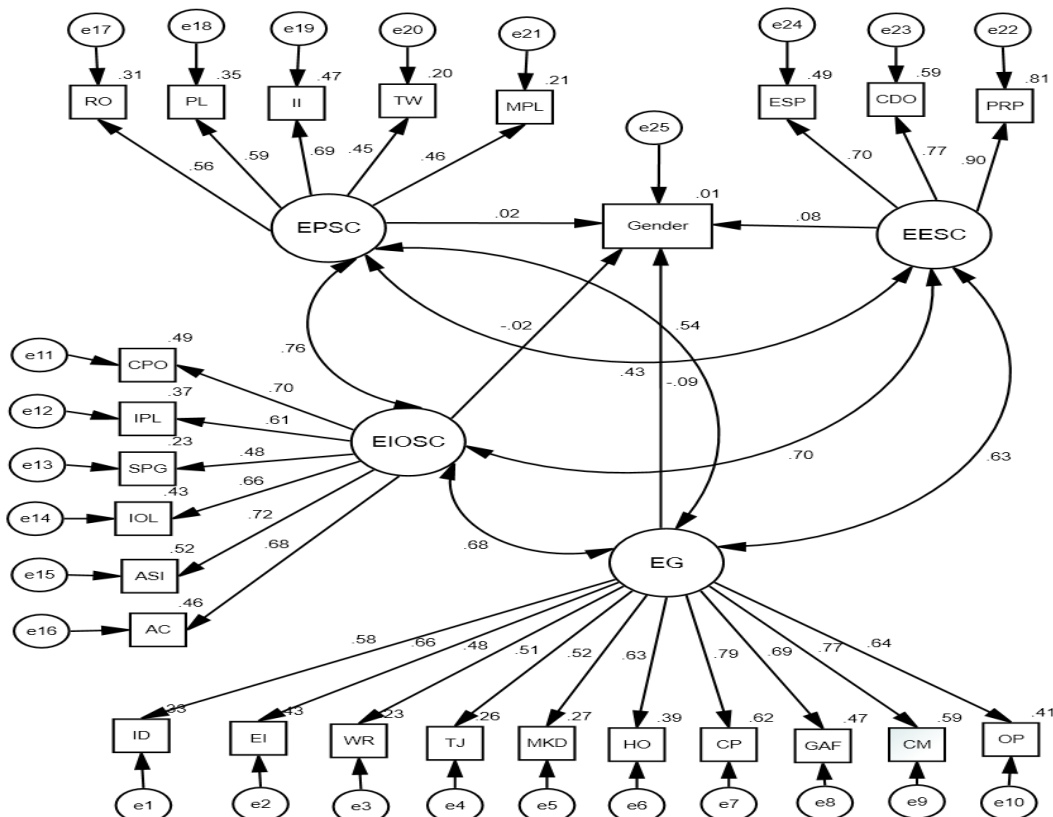 e17
e18
e19
e20
e21
e24
e23
e22
.31
.35
.47
.20
.21
.49
.59
.81
RO
PL
II
TW
MPL
ESP
CDO
PRP
e25
.56
.59
.69
.45
.46
.70
.77
.90
.01
EPSC
.02
Gender
.08
EESC
-.02
.54
.76
.43
-.09
.49
e11
CPO
.70
.37
e12
IPL
.61
EIOSC
.23
e13
SPG
.48
.70
.63
.43
.66
e14
IOL
.72
.52
.68
.68
e15
ASI
EG
.46
e16
AC
.58
.66
.48
.51
.52
.63
.79
.69
.77
.64
.33
.43
.23
.26
.27
.39
.62
.47
.59
.41
ID
EI
WR
TJ
MKD
HO
CP
GAF
CM
OP
e1
e2
e3
e4
e5
e6
e7
e8
e9
e10